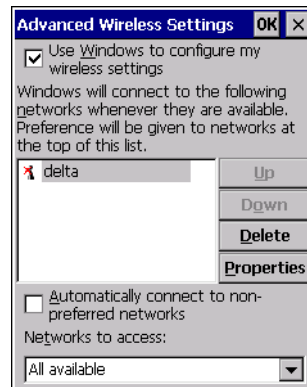 Advanced Wireless Settings OK ×
Use Windows to configure my
wireless settings
Windows will connect to the following
networks whenever they are available.
Preference will be given to networks at
the top of this list.
delta
Up
Down
Delete
Properties
Automatically connect to non-
preferred networks
Networks to access:
All available